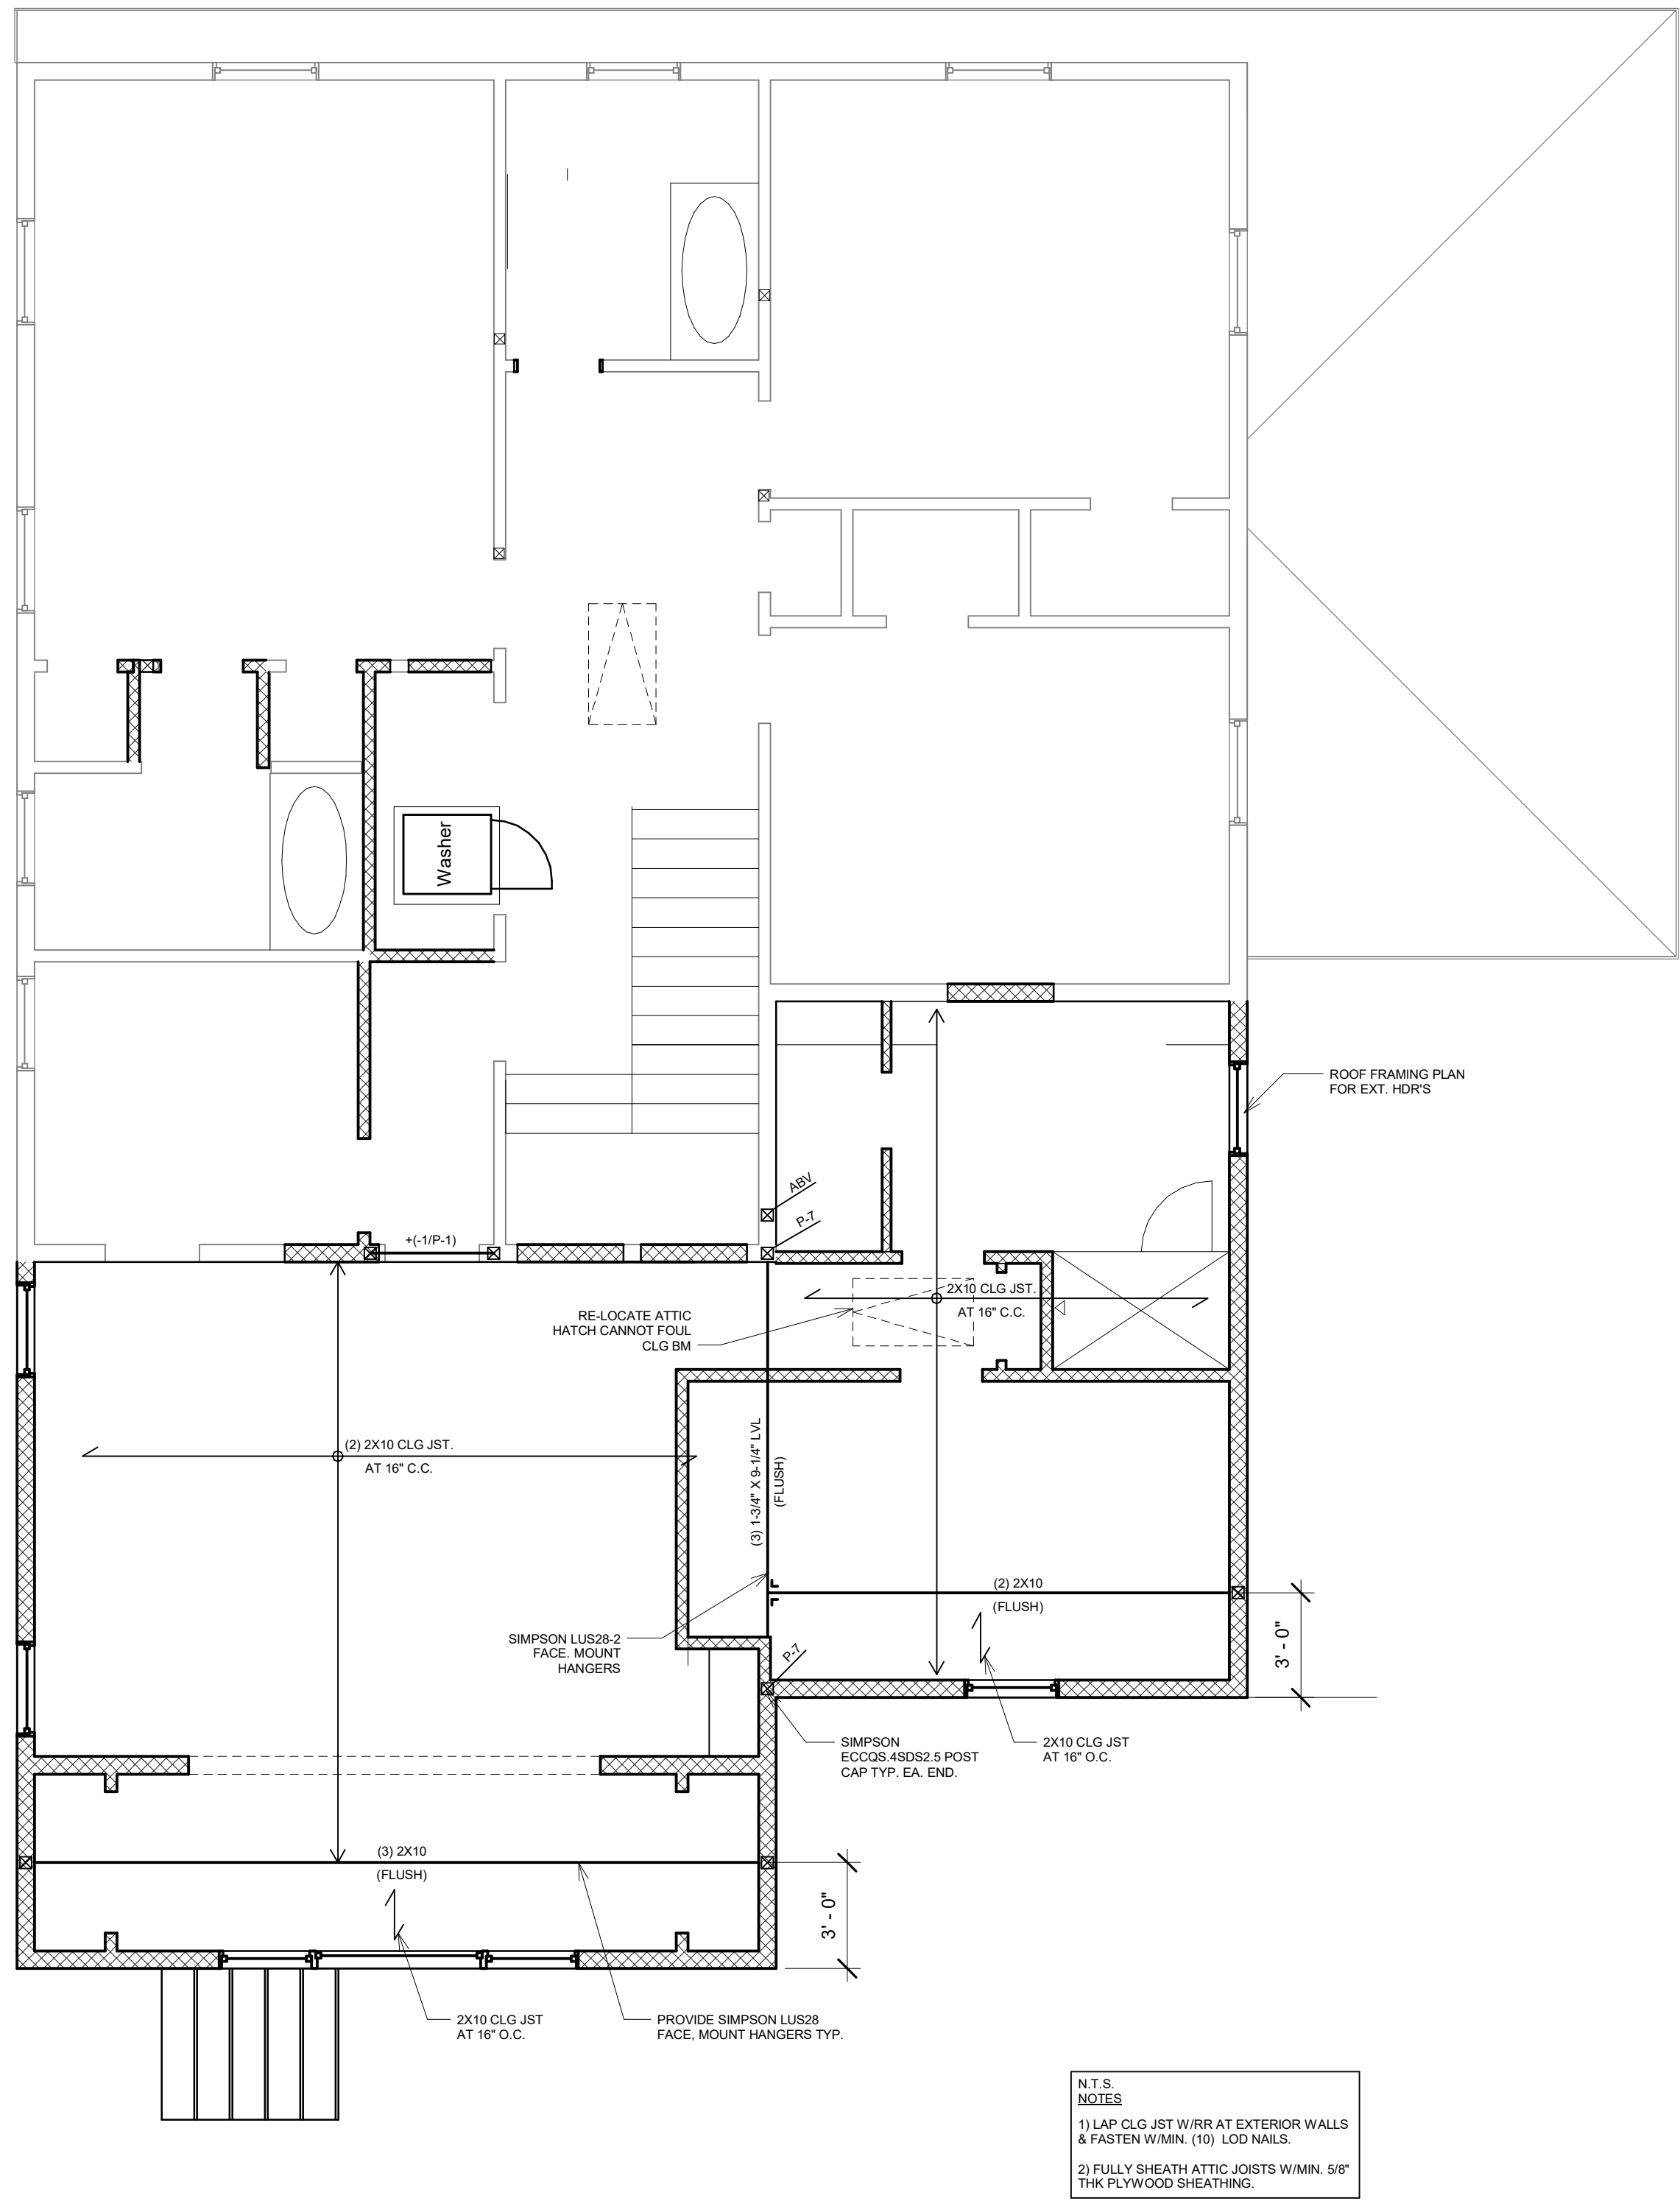 Washer
ROOF FRAMING PLAN
FOR EXT. HDR'S
ABV
P-7
+(-1/P-1)
2X10 CLG JST.
AT 16" C.C.
RE-LOCATE ATTIC
HATCH CANNOT FOUL
CLG BM
(2) 2X10 CLG JST.
AT 16" C.C.
(3) 1-3/4" X 9-1/4" LVL
(FLUSH)
(2) 2X10
(FLUSH)
3' - 0"
SIMPSON LUS28-2
FACE. MOUNT
HANGERS
P-7
SIMPSON
ECCQS.4SDS2.5 POST
CAP TYP. EA. END.
2X10 CLG JST
AT 16" O.C.
(3) 2X10
(FLUSH)
3' - 0"
2X10 CLG JST
AT 16" O.C.
PROVIDE SIMPSON LUS28
FACE, MOUNT HANGERS TYP.
N.T.S.
NOTES
1) LAP CLG JST W/RR AT EXTERIOR WALLS
& FASTEN W/MIN. (10) LOD NAILS.
2) FULLY SHEATH ATTIC JOISTS W/MIN. 5/8"
THK PLYWOOD SHEATHING.